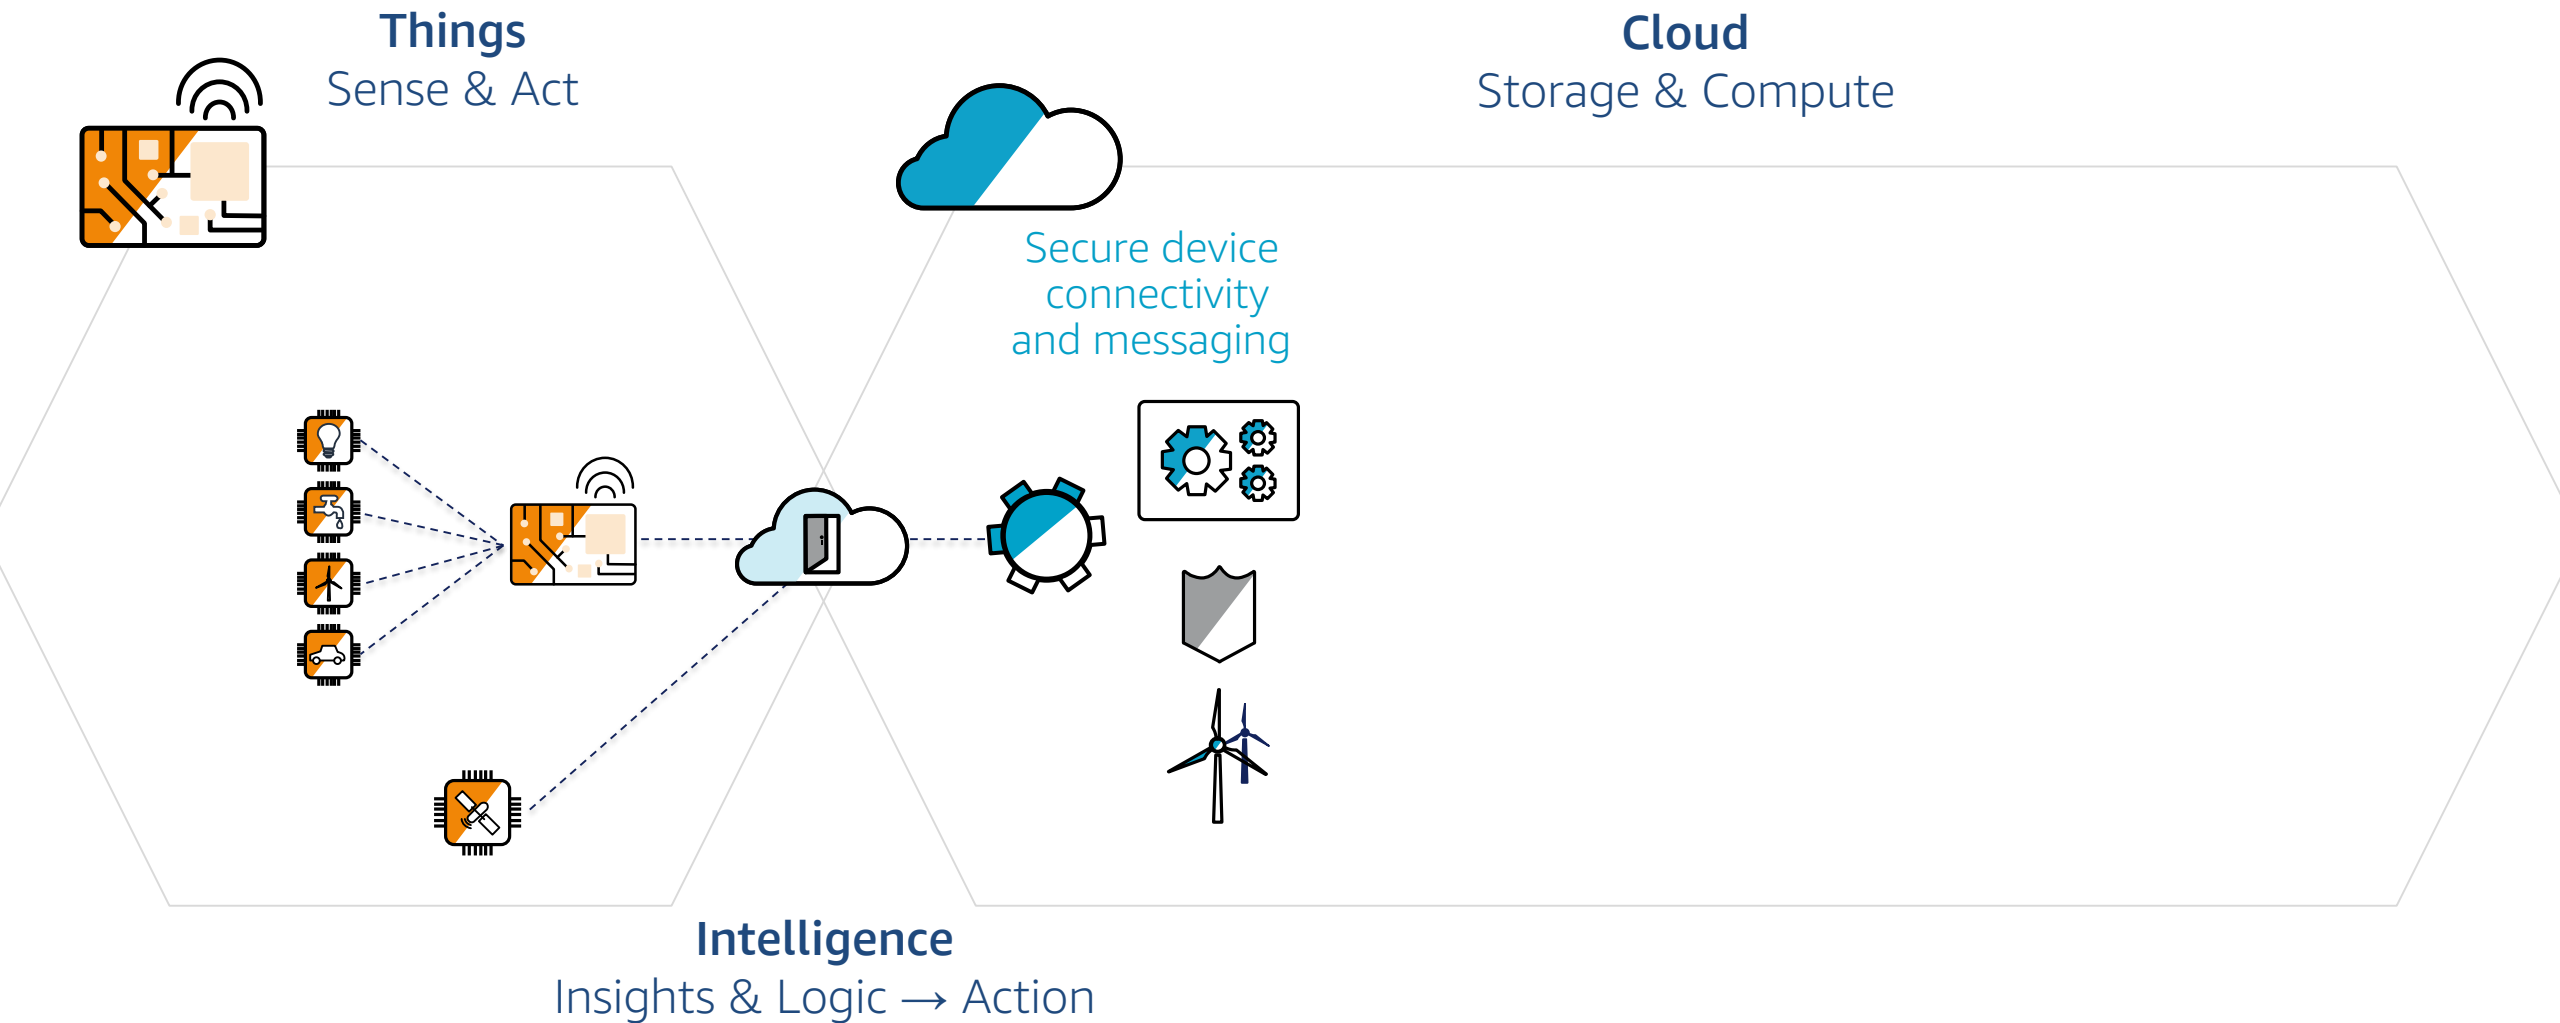 Things
Sense & Act
Cloud
Storage & Compute
Secure device
connectivity
and messaging
Intelligence
Insights & Logic → Action